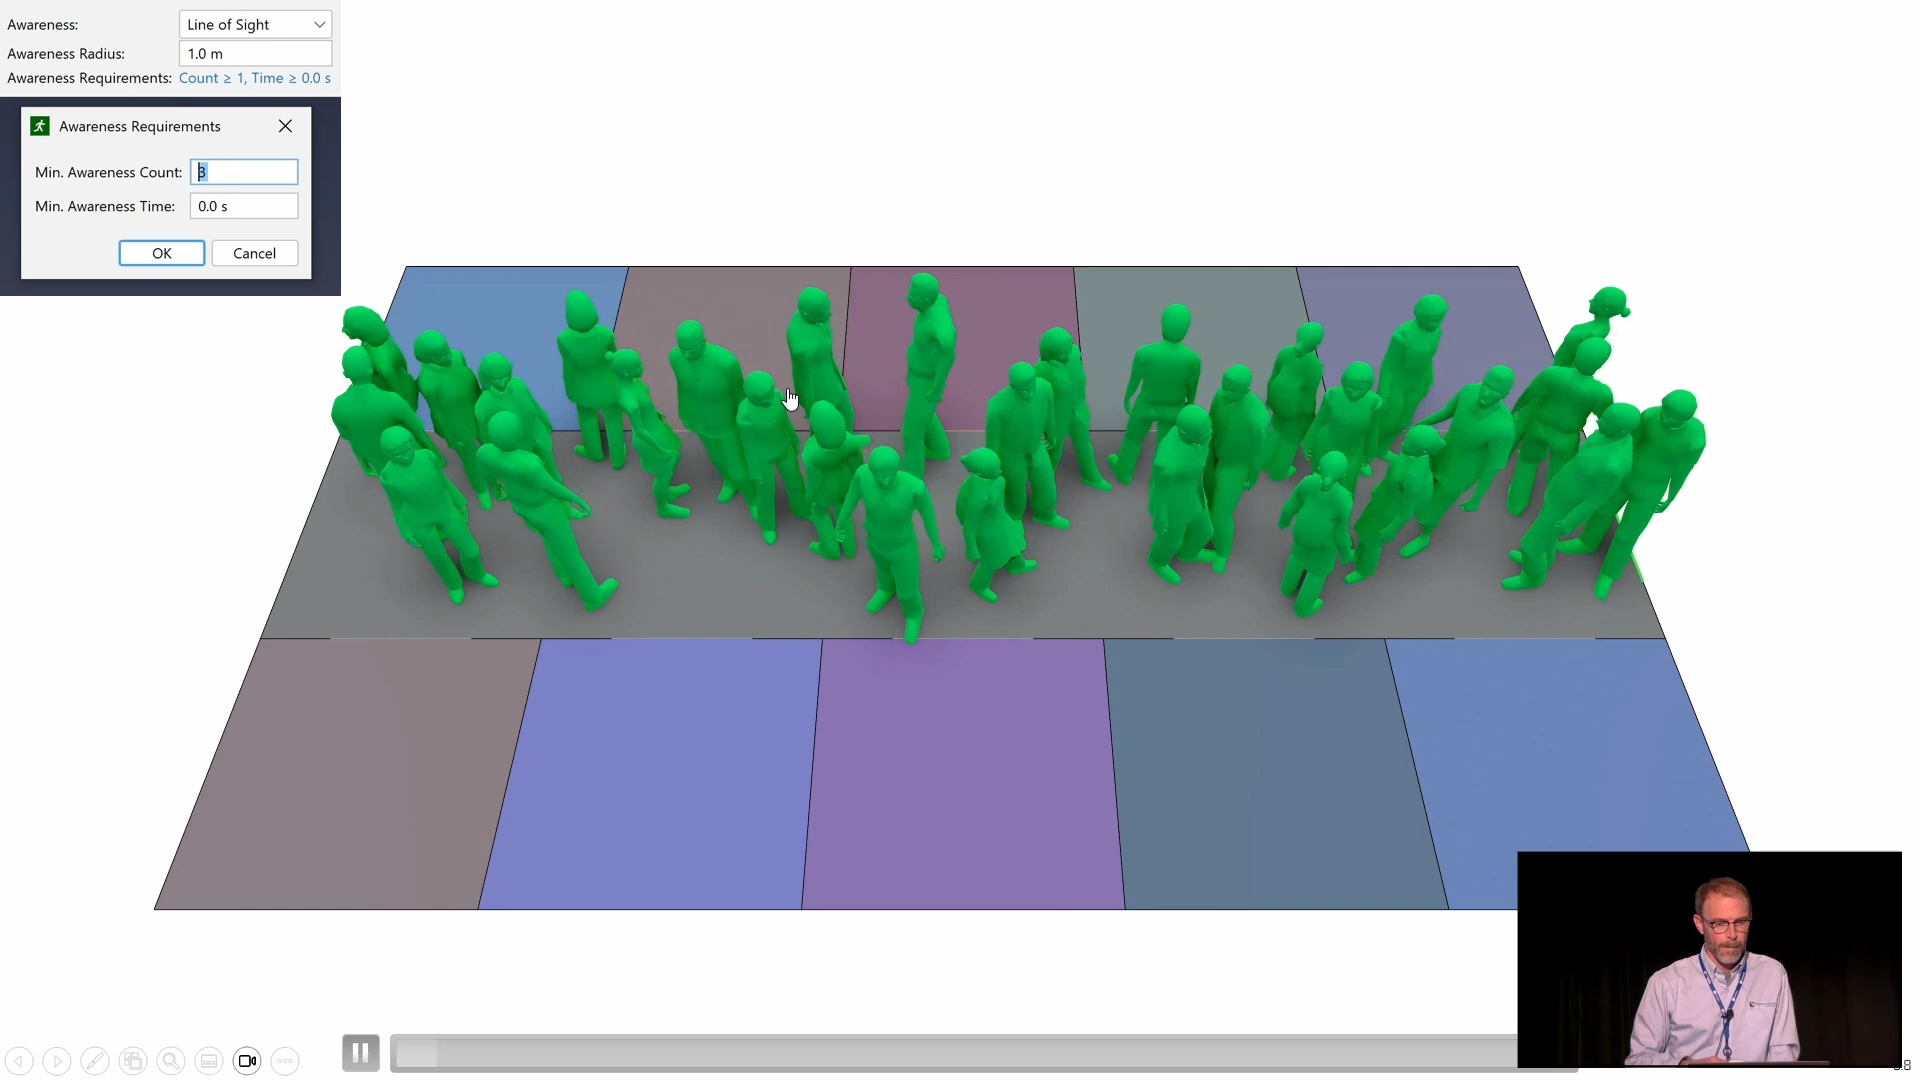 Awareness: Line of Sight
Awareness Radius: 1.0 m
Awareness Requirements: Count ≥ 1, Time ≥ 0.0 s
Awareness Requirements
Min. Awareness Count: 3
Min. Awareness Time: 0.0 s
OK Cancel